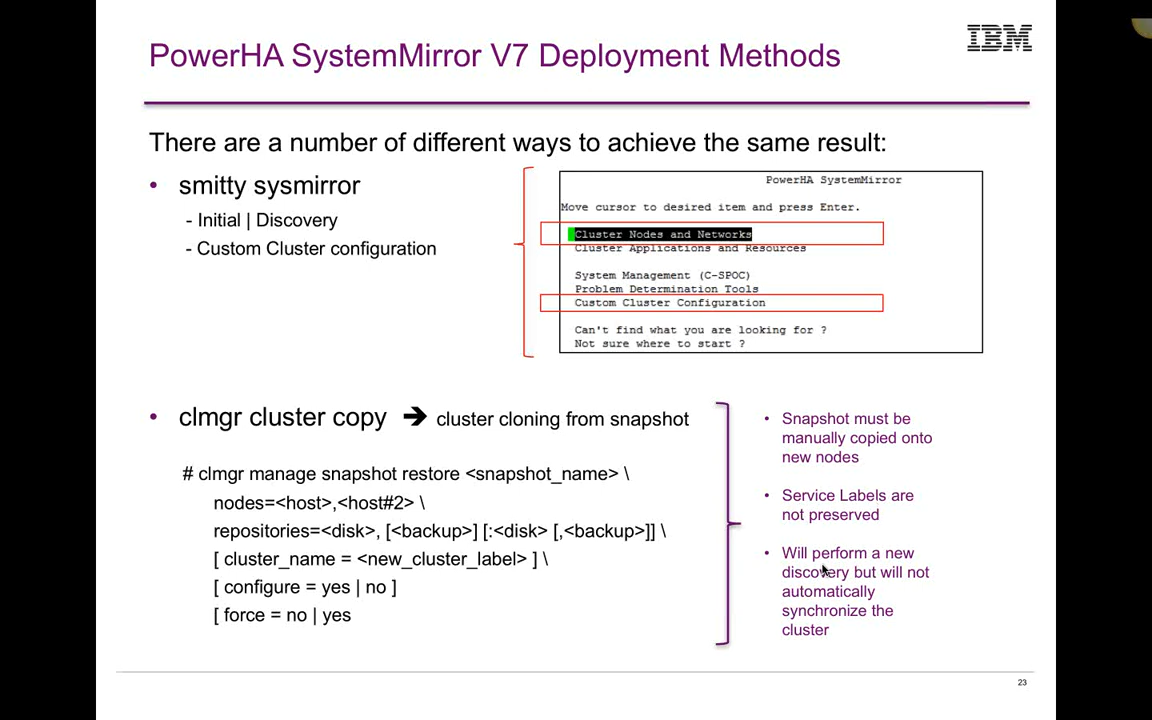 IBM
PowerHA SystemMirror V7 Deployment Methods
There are a number of different ways to achieve the same result:
• smitty sysmirror
- Initial | Discovery
- Custom Cluster configuration
PowerHA SystemMirror
Move cursor to desired item and press Enter.
Cluster Nodes and Networks
Cluster Applications and Resources
System Management (C-SPOC)
Problem Determination Tools
Custom Cluster Configuration
Can't find what you are looking for ?
Not sure where to start ?
• clmgr cluster copy ➔ cluster cloning from snapshot
# clmgr manage snapshot restore <snapshot_name> \
nodes=<host>,<host#2> \
repositories=<disk>, [<backup>] [:<disk> [,<backup>]] \
[ cluster_name = <new_cluster_label> ] \
[ configure = yes | no ]
[ force = no | yes
• Snapshot must be
manually copied onto
new nodes
• Service Labels are
not preserved
• Will perform a new
discovery but will not
automatically
synchronize the
cluster
23